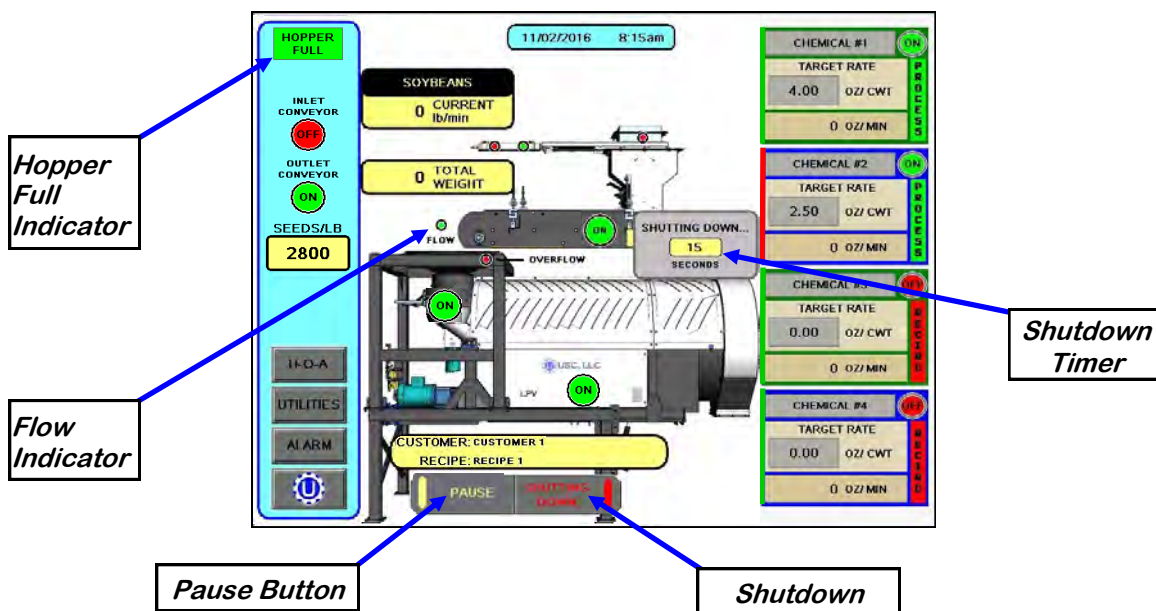 HOPPER
FULL
11/02/2016 8:15am
SOYBEANS
0 CURRENT
lb/min
INLET
CONVEYOR
OFF
OUTLET
CONVEYOR
ON
0 TOTAL
WEIGHT
SEEDS/LB
2800
FLOW
ON
SHUTTING DOWN...
15
SECONDS
OVERFLOW
ON
USC, LLC
LPV
ON
H-O-A
UTILITIES
ALARM
U
CUSTOMER: CUSTOMER 1
RECIPE: RECIPE 1
PAUSE
SHUTTING
DOWN
CHEMICAL #1 ON
TARGET RATE
4.00 OZ/ CWT
0 OZ/MIN
PROCESS
CHEMICAL #2 ON
TARGET RATE
2.50 OZ/ CWT
0 OZ/MIN
PROCESS
CHEMICAL #3 OFF
TARGET RATE
0.00 OZ/ CWT
0 OZ/MIN
RECIRC
CHEMICAL #4 OFF
TARGET RATE
0.00 OZ/ CWT
0 OZ/MIN
RECIRC
Hopper
Full
Indicator
Flow
Indicator
Shutdown
Timer
Pause Button
Shutdown